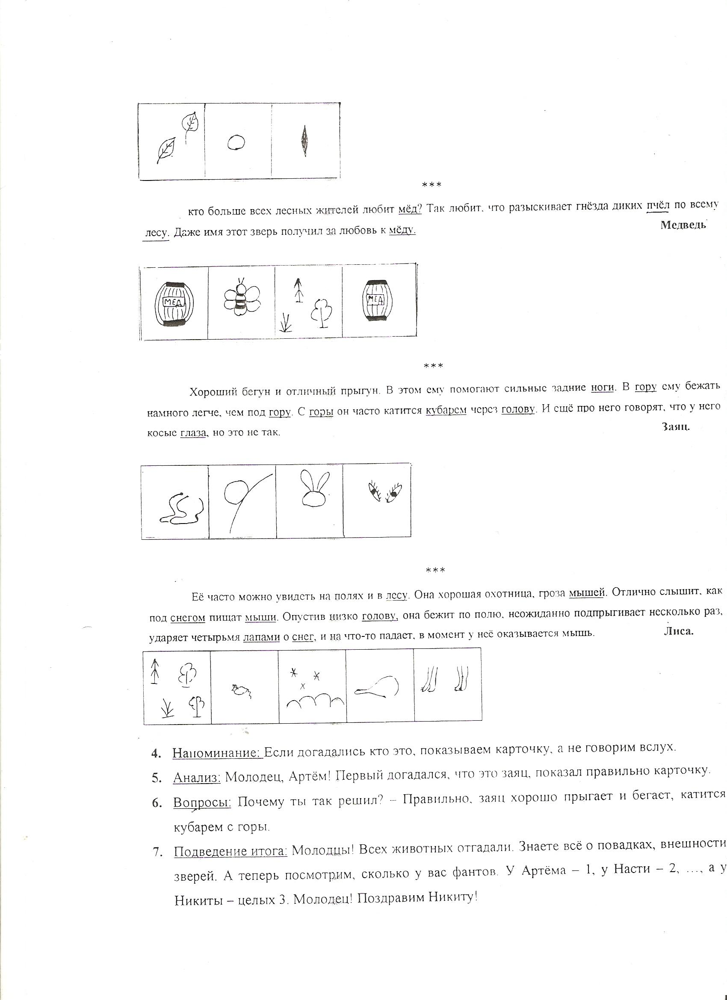 ***
кто больше всех лесных жителей любит мёд? Так любит, что разыскивает гнёзда диких пчёл по всему
лесу. Даже имя этот зверь получил за любовь к мёду.
Медведь
МЕД
МЕД
***
Хороший бегун и отличный прыгун. В этом ему помогают сильные задние ноги. В гору ему бежать
намного легче, чем под гору. С горы он часто катится кубарем через голову. И ещё про него говорят, что у него
косые глаза, но это не так.
Заяц.
***
Её часто можно увидеть на полях и в лесу. Она хорошая охотница, гроза мышей. Отлично слышит, как
под снегом пищат мыши. Опустив низко голову, она бежит по полю, неожиданно подпрыгивает несколько раз,
ударяет четырьмя лапами о снег, и на что-то падает, в момент у неё оказывается мышь.
Лиса.
4. Напоминание: Если догадались кто это, показываем карточку, а не говорим вслух.
5. Анализ: Молодец, Артём! Первый догадался, что это заяц, показал правильно карточку.
6. Вопросы: Почему ты так решил? – Правильно, заяц хорошо прыгает и бегает, катится
кубарем с горы.
7. Подведение итога: Молодцы! Всех животных отгадали. Знаете всё о повадках, внешности
зверей. А теперь посмотрим, сколько у вас фантов. У Артёма – 1, у Насти – 2, ..., а у
Никиты – целых 3. Молодец! Поздравим Никиту!